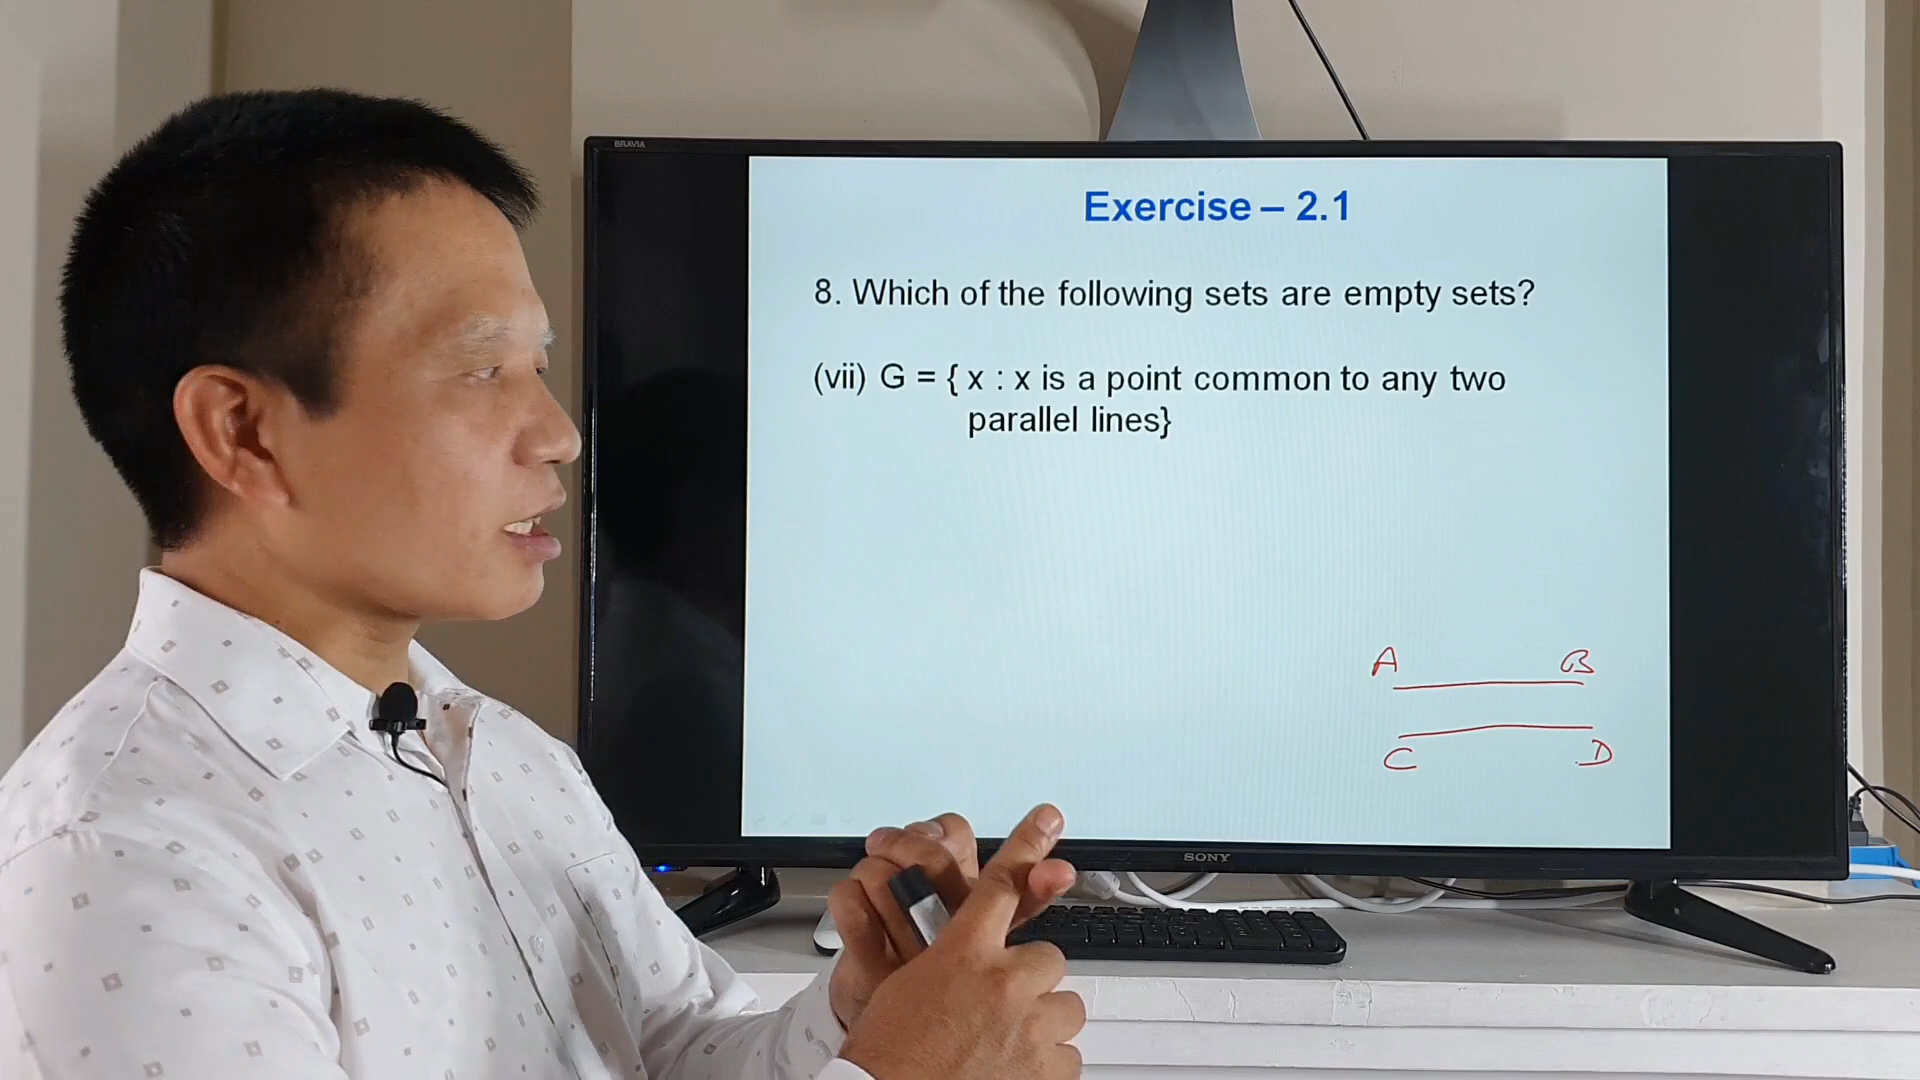 BRAVIA
Exercise – 2.1
8. Which of the following sets are empty sets?
(vii) G = { x : x is a point common to any two
parallel lines}
A B
C D
SONY